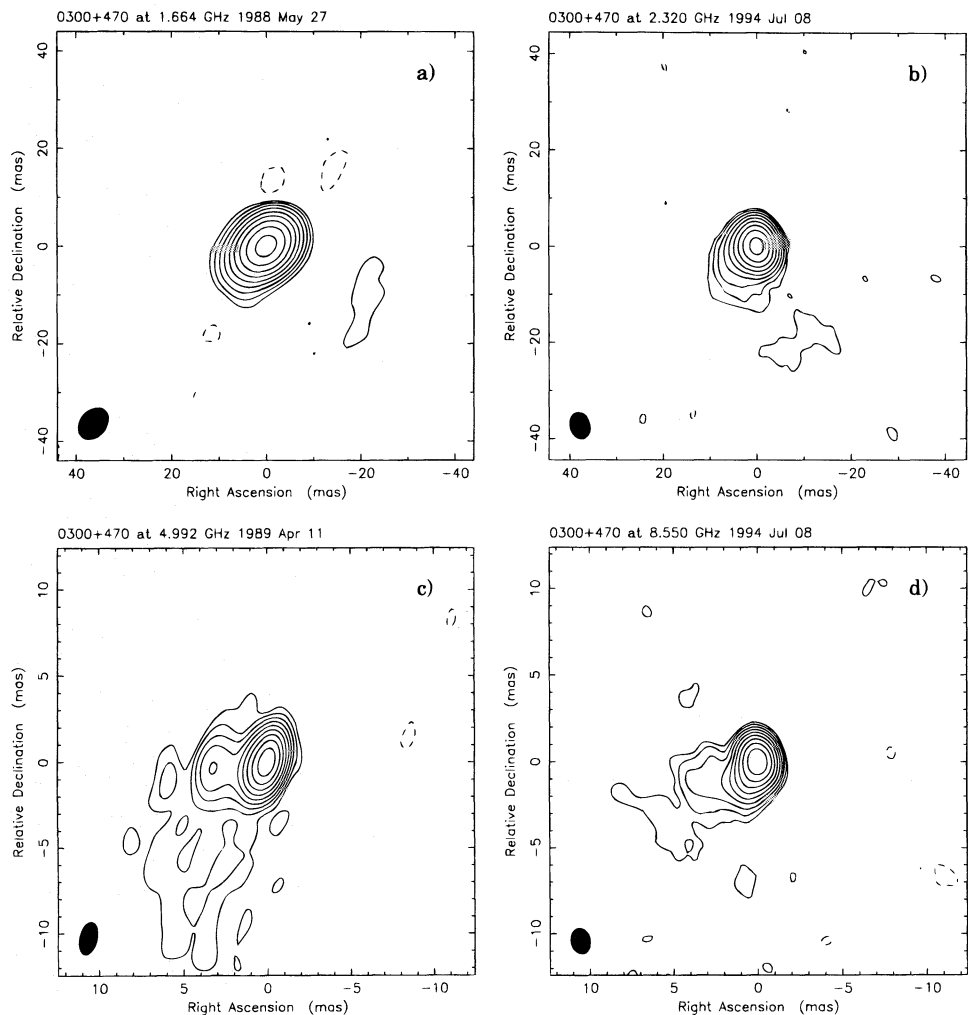 0300+470 at 1.664 GHz 1988 May 27
a)
40
20
0
−20
−40
Relative Declination (mas)
40 20 0 −20 −40
Right Ascension (mas)
0300+470 at 2.320 GHz 1994 Jul 08
b)
40
20
0
−20
−40
Relative Declination (mas)
40 20 0 −20 −40
Right Ascension (mas)
0300+470 at 4.992 GHz 1989 Apr 11
c)
10
5
0
−5
−10
Relative Declination (mas)
10 5 0 −5 −10
Right Ascension (mas)
0300+470 at 8.550 GHz 1994 Jul 08
d)
10
5
0
−5
−10
Relative Declination (mas)
10 5 0 −5 −10
Right Ascension (mas)